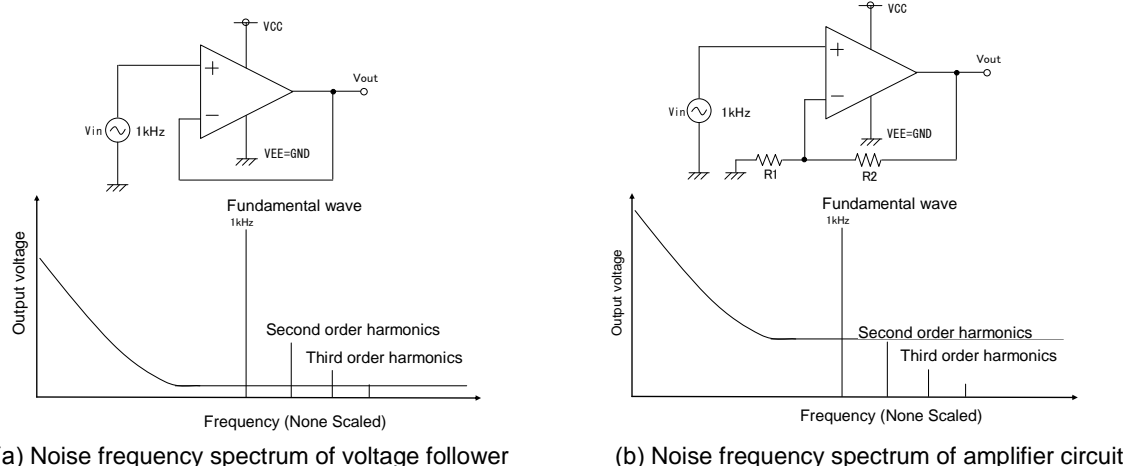 VCC
+
−
Vout
Vin
1kHz
VEE=GND
Fundamental wave
1kHz
Output voltage
Second order harmonics
Third order harmonics
Frequency (None Scaled)
a) Noise frequency spectrum of voltage follower
VCC
+
−
Vout
Vin
1kHz
VEE=GND
R1
R2
Fundamental wave
1kHz
Output voltage
Second order harmonics
Third order harmonics
Frequency (None Scaled)
(b) Noise frequency spectrum of amplifier circuit